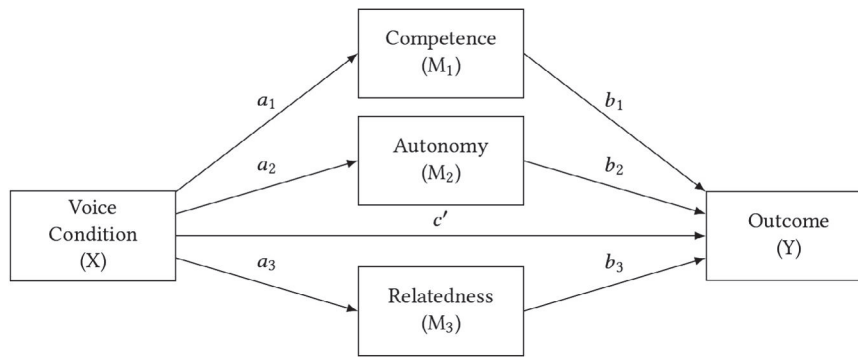 Competence
(M₁)
a₁
b₁
Autonomy
(M₂)
a₂
b₂
Voice
Condition
(X)
c′
Outcome
(Y)
a₃
b₃
Relatedness
(M₃)